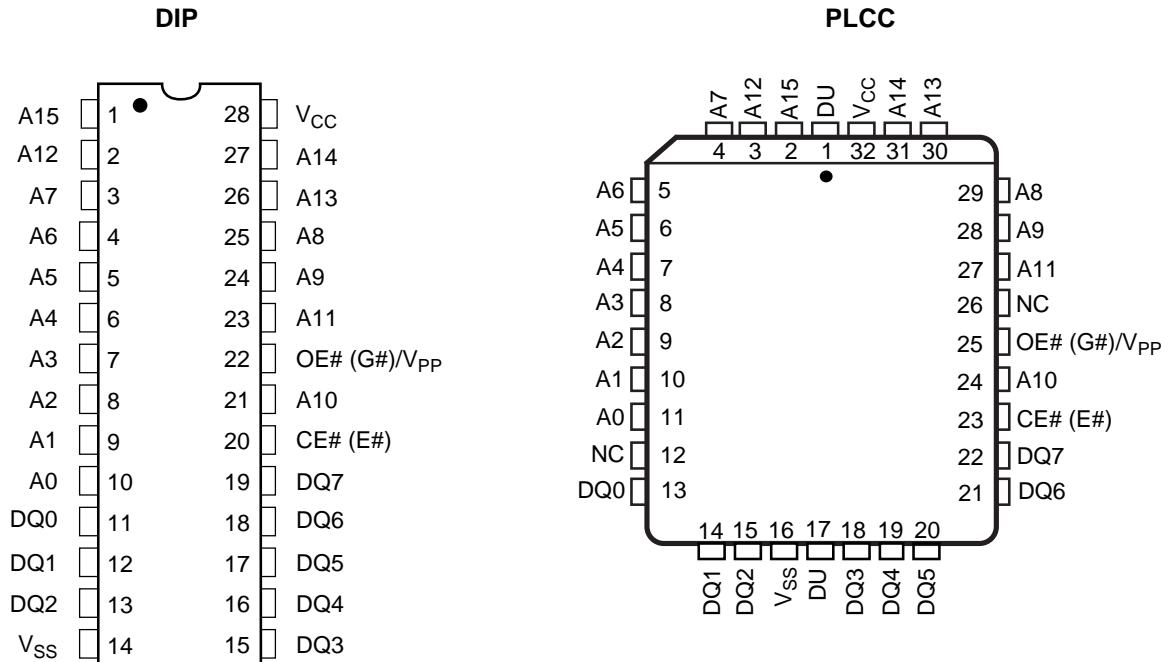 DIP
A15 1 28 VCC
A12 2 27 A14
A7 3 26 A13
A6 4 25 A8
A5 5 24 A9
A4 6 23 A11
A3 7 22 OE# (G#)/VPP
A2 8 21 A10
A1 9 20 CE# (E#)
A0 10 19 DQ7
DQ0 11 18 DQ6
DQ1 12 17 DQ5
DQ2 13 16 DQ4
VSS 14 15 DQ3
PLCC
A7 A12 A15 DU VCC A14 A13
4 3 2 1 32 31 30
A6 5 29 A8
A5 6 28 A9
A4 7 27 A11
A3 8 26 NC
A2 9 25 OE# (G#)/VPP
A1 10 24 A10
A0 11 23 CE# (E#)
NC 12 22 DQ7
DQ0 13 21 DQ6
14 15 16 17 18 19 20
DQ1 DQ2 VSS DU DQ3 DQ4 DQ5